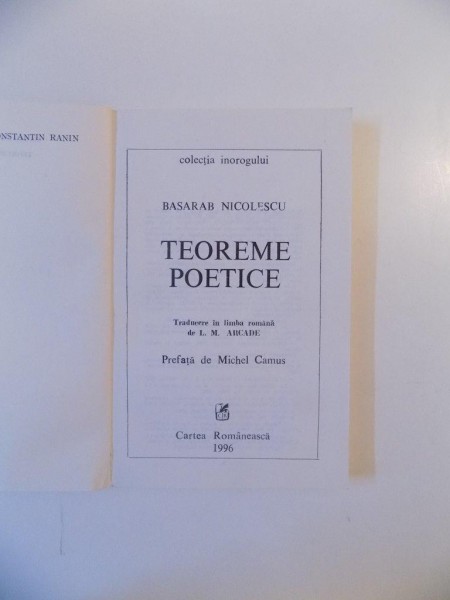 ONSTANTIN RANIN
colecția inorogului
BASARAB NICOLESCU
TEOREME
POETICE
Traducere în limba română
de L. M. ARCADE
Prefață de Michel Camus
Cartea Românească
1996